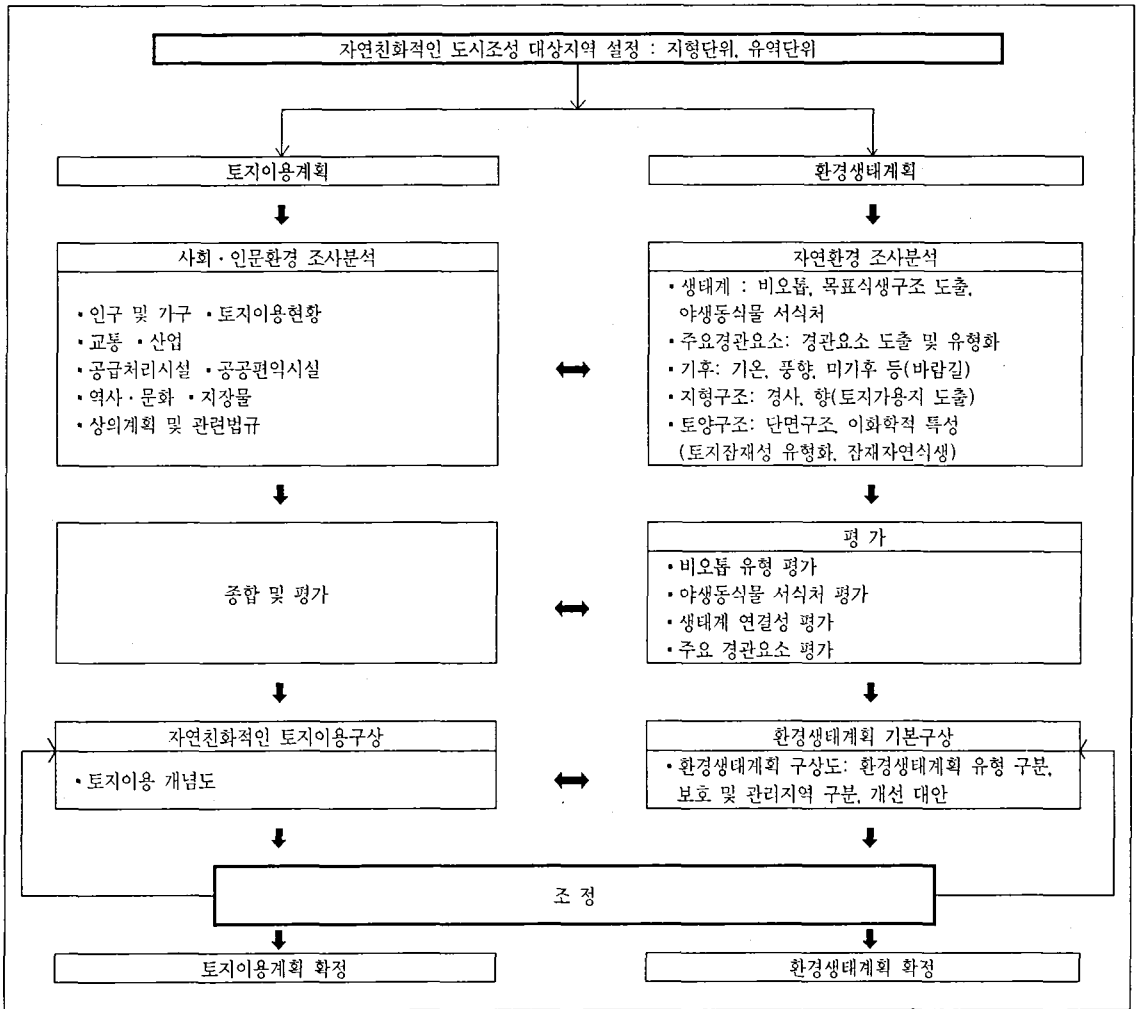 자연친화적인 도시조성 대상지역 설정 : 지형단위, 유역단위
토지이용계획
환경생태계획
사회·인문환경 조사분석
▪인구 및 가구 ▪토지이용현황
▪교통 ▪산업
▪공급처리시설 ▪공공편익시설
▪역사·문화 ▪지장물
▪상의계획 및 관련법규
자연환경 조사분석
▪생태계 : 비오톱, 목표식생구조 도출,
야생동식물 서식처
▪주요경관요소: 경관요소 도출 및 유형화
▪기후: 기온, 풍향, 미기후 등(바람길)
▪지형구조: 경사, 향(토지가용지 도출)
▪토양구조: 단면구조, 이화학적 특성
(토지잠재성 유형화, 잠재자연식생)
종합 및 평가
평 가
▪비오톱 유형 평가
▪야생동식물 서식처 평가
▪생태계 연결성 평가
▪주요 경관요소 평가
자연친화적인 토지이용구상
▪토지이용 개념도
환경생태계획 기본구상
▪환경생태계획 구상도: 환경생태계획 유형 구분,
보호 및 관리지역 구분, 개선 대안
조 정
토지이용계획 확정
환경생태계획 확정